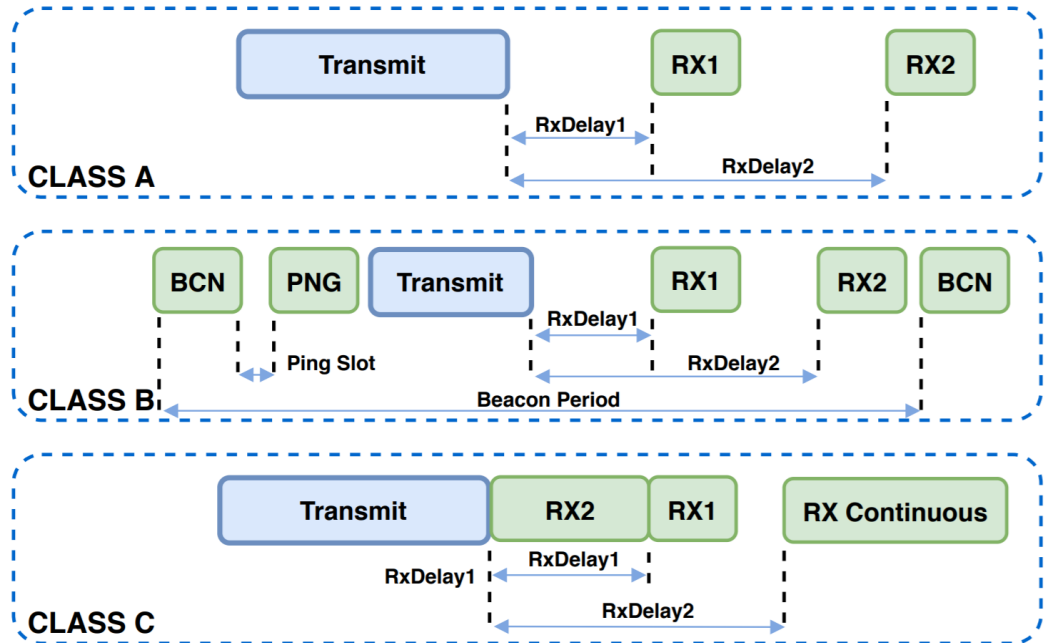 Transmit
RX1
RX2
RxDelay1
RxDelay2
CLASS A
BCN
PNG
Transmit
RX1
RX2
BCN
RxDelay1
Ping Slot
RxDelay2
Beacon Period
CLASS B
Transmit
RX2
RX1
RX Continuous
RxDelay1
RxDelay1
RxDelay2
CLASS C